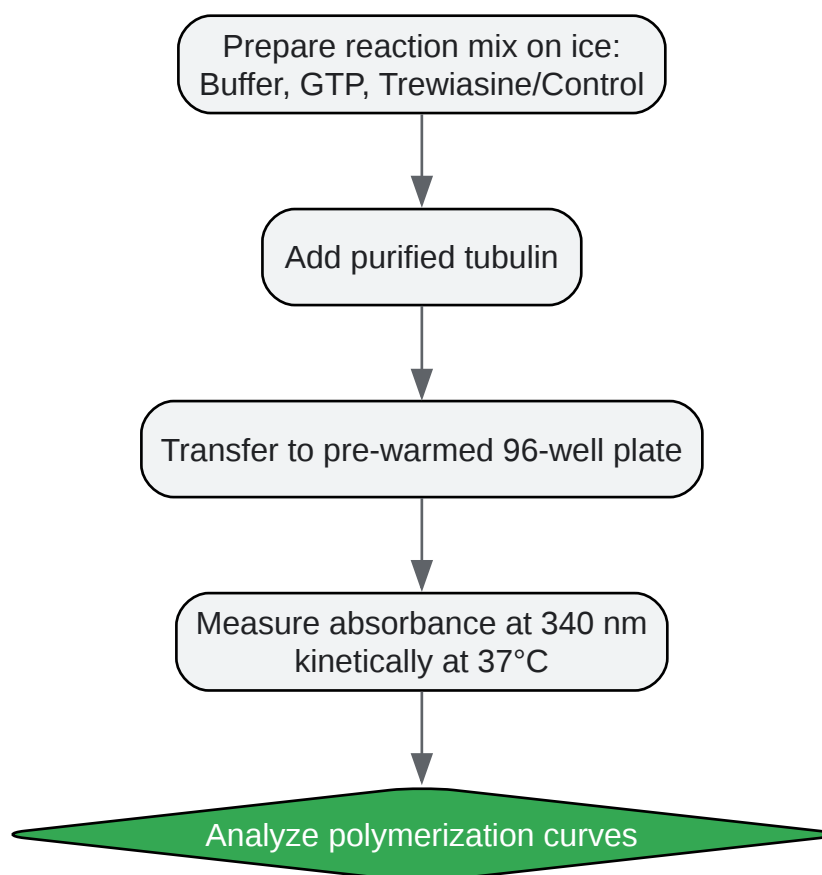 Prepare reaction mix on ice:
Buffer, GTP, Trewiasine/Control
Add purified tubulin
Transfer to pre-warmed 96-well plate
Measure absorbance at 340 nm
kinetically at 37°C
Analyze polymerization curves